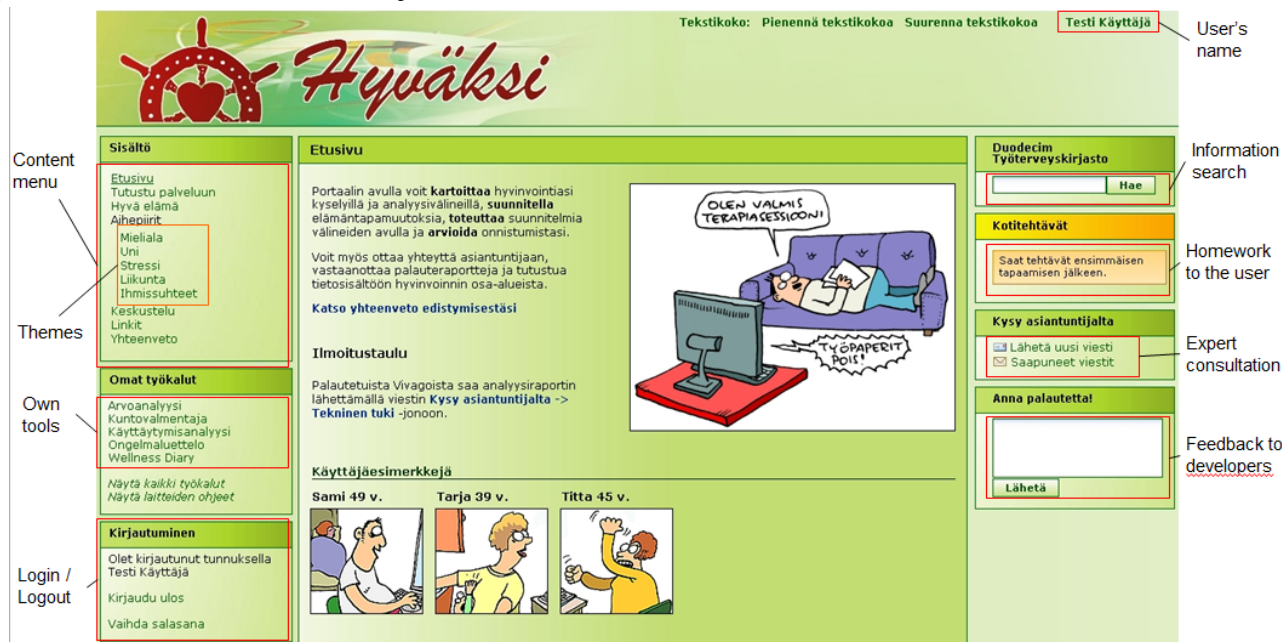 Tekstikoko: Pienennä tekstikokoa Suurenna tekstikokoa Testi Käyttäjä
User's
name
Hyväksi
Content
menu
Themes
Own
tools
Login /
Logout
Sisältö
Etusivu
Tutustu palveluun
Hyvä elämä
Aihepiirit
Mieliala
Uni
Stressi
Liikunta
Ihmissuhteet
Keskustelu
Linkit
Yhteenveto
Omat työkalut
Arvoanalyysi
Kuntovalmentaja
Käyttäytymisanalyysi
Ongelmaluettelo
Wellness Diary
Näytä kaikki työkalut
Näytä laitteiden ohjeet
Kirjautuminen
Olet kirjautunut tunnuksella
Testi Käyttäjä
Kirjaudu ulos
Vaihda salasana
Etusivu
Portaalin avulla voit kartoittaa hyvinvointiasi
kyselyillä ja analyysivälineillä, suunnitella
elämäntapamuutoksia, toteuttaa suunnitelmia
välineiden avulla ja arvioida onnistumistasi.
Voit myös ottaa yhteyttä asiantuntijaan,
vastaanottaa palauteraportteja ja tutustua
tietosisältöön hyvinvoinnin osa-alueista.
Katso yhteenveto edistymisestäsi
Ilmoitustaulu
Palautetuista Vivagoista saa analyysiraportin
lähettämällä viestin Kysy asiantuntijalta ->
Tekninen tuki -jonoon.
OLEN VALMIS
TERAPIASESSIOONI
TYÖPAPERIT
POIS!
Käyttäjäesimerkkejä
Sami 49 v. Tarja 39 v. Titta 45 v.
Duodecim
Työterveyskirjasto
Hae
Kotitehtävät
Saat tehtävät ensimmäisen
tapaamisen jälkeen.
Kysy asiantuntijalta
Lähetä uusi viesti
Saapuneet viestit
Anna palautetta!
Lähetä
Information
search
Homework
to the user
Expert
consultation
Feedback to
developers